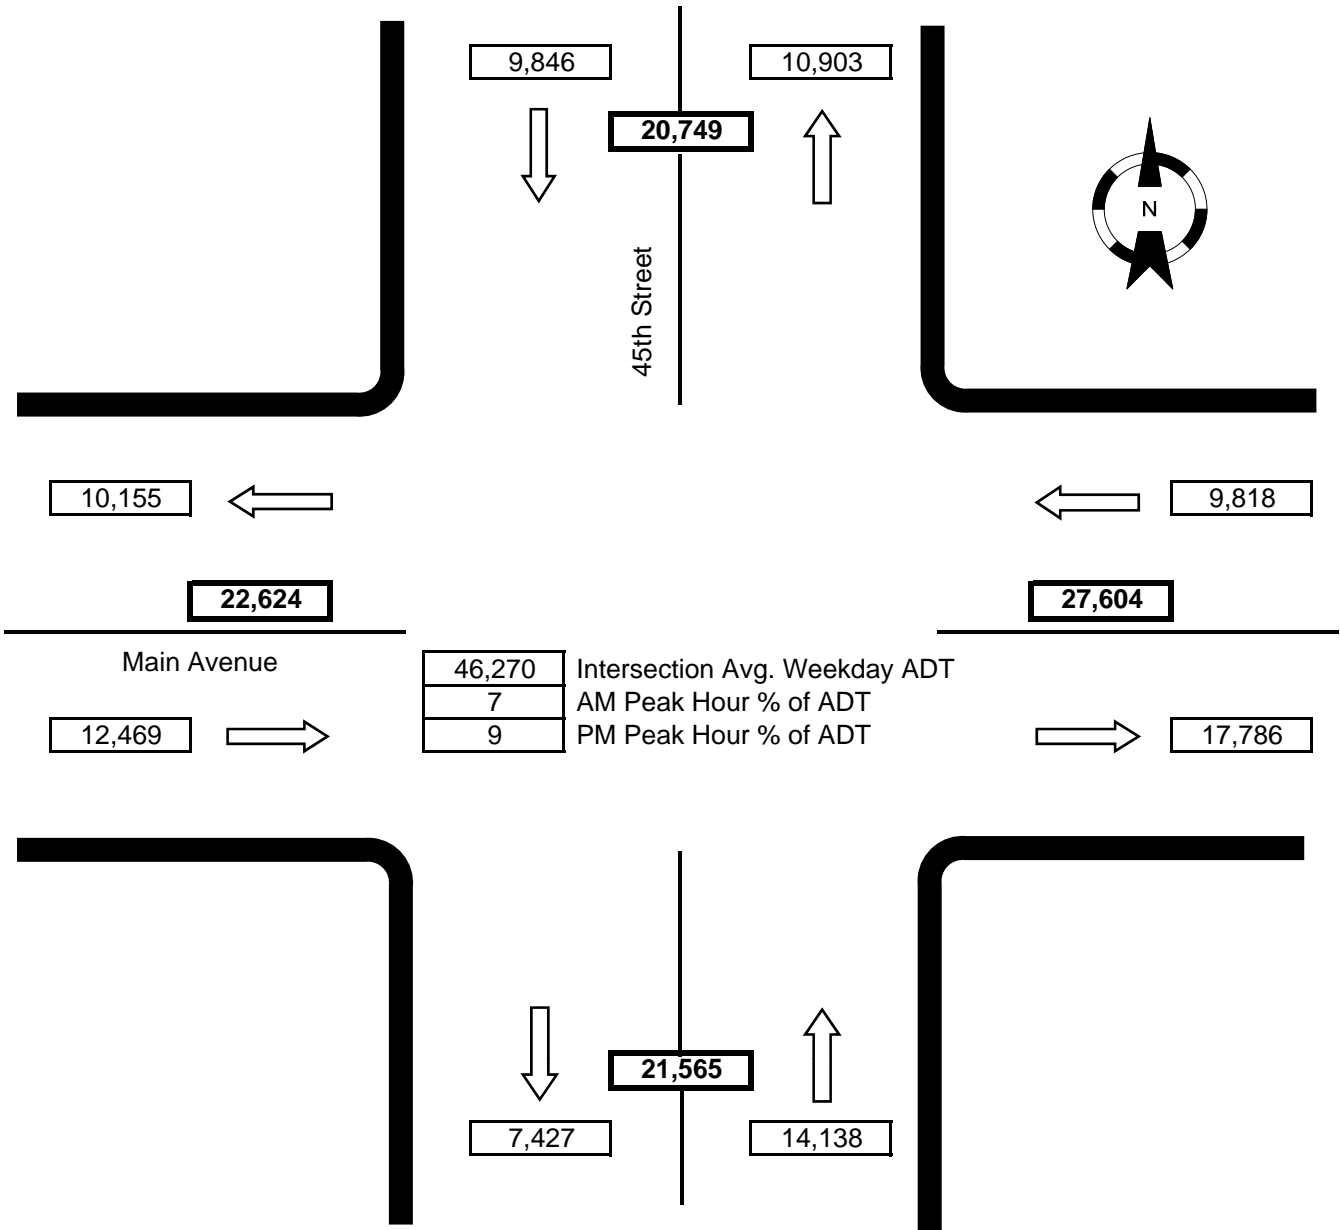 9,846
10,903
20,749
N
45th Street
10,155
9,818
22,624
27,604
Main Avenue
46,270 Intersection Avg. Weekday ADT
7 AM Peak Hour % of ADT
9 PM Peak Hour % of ADT
12,469
17,786
21,565
7,427
14,138